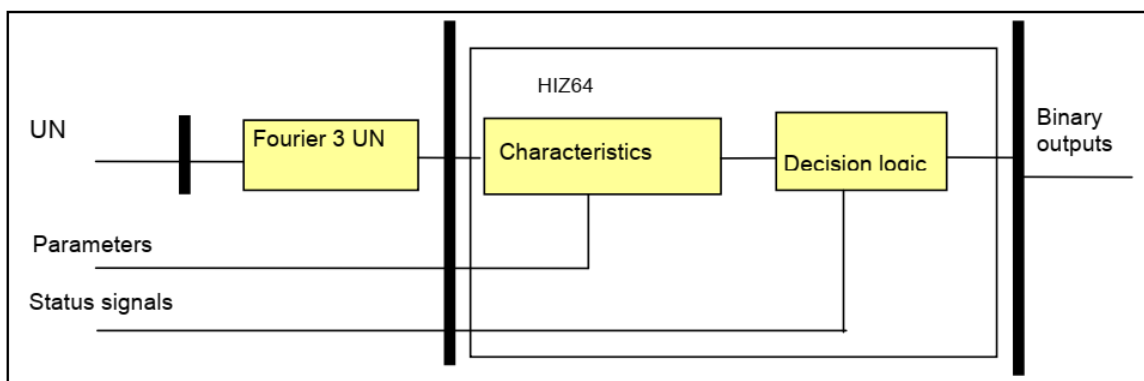 HIZ64
UN
Fourier 3 UN
Characteristics
Decision logic
Binary
outputs
Parameters
Status signals